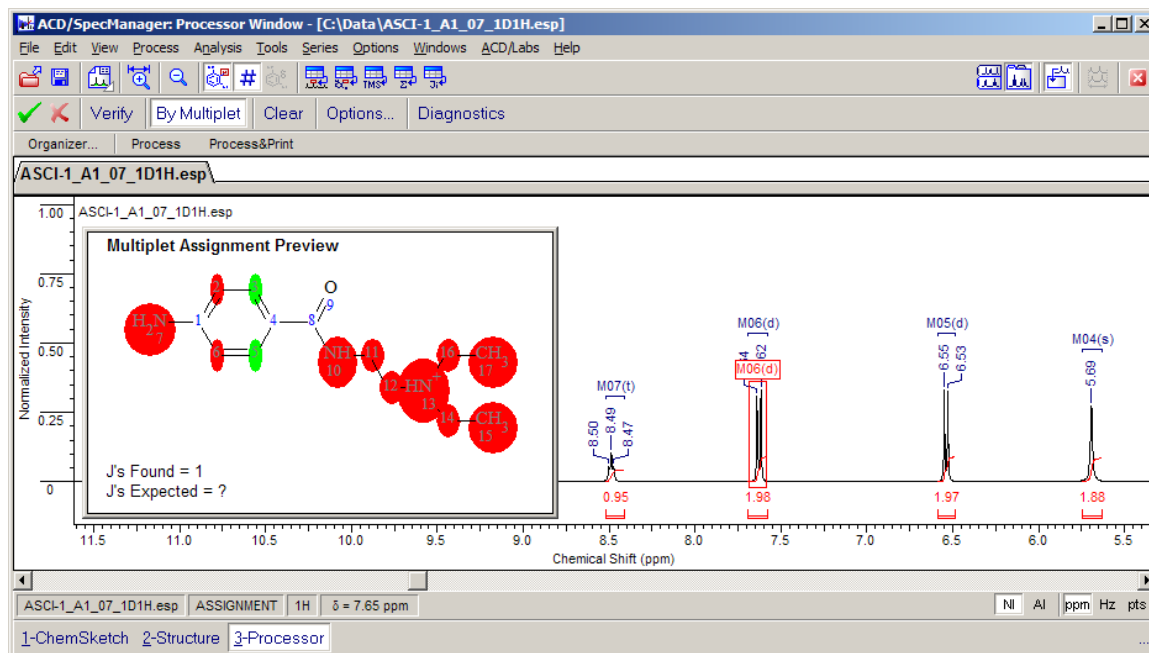 ACD/SpecManager: Processor Window - [C:\Data\ASCI-1_A1_07_1D1H.esp]
File Edit View Process Analysis Tools Series Options Windows ACD/Labs Help
TMS
Verify By Multiplet Clear Options... Diagnostics
Organizer... Process Process&Print
ASCI-1_A1_07_1D1H.esp
ASCI-1_A1_07_1D1H.esp
Normalized Intensity
1.00
0.75
0.50
0.25
0
Multiplet Assignment Preview
O
9
2 3
H2N
7
1 4 8
6 5
NH
10
11 16
CH3
17
12
HN+
13
14
CH3
15
J's Found = 1
J's Expected = ?
M07(t)
8.50
8.49
8.47
0.95
M06(d)
M06(d)
1.98
M05(d)
6.55
6.53
1.97
M04(s)
5.69
1.88
11.5 11.0 10.5 10.0 9.5 9.0 8.5 8.0 7.5 7.0 6.5 6.0 5.5
Chemical Shift (ppm)
ASCI-1_A1_07_1D1H.esp ASSIGNMENT 1H δ = 7.65 ppm NI AI ppm Hz pts
1-ChemSketch 2-Structure 3-Processor ...